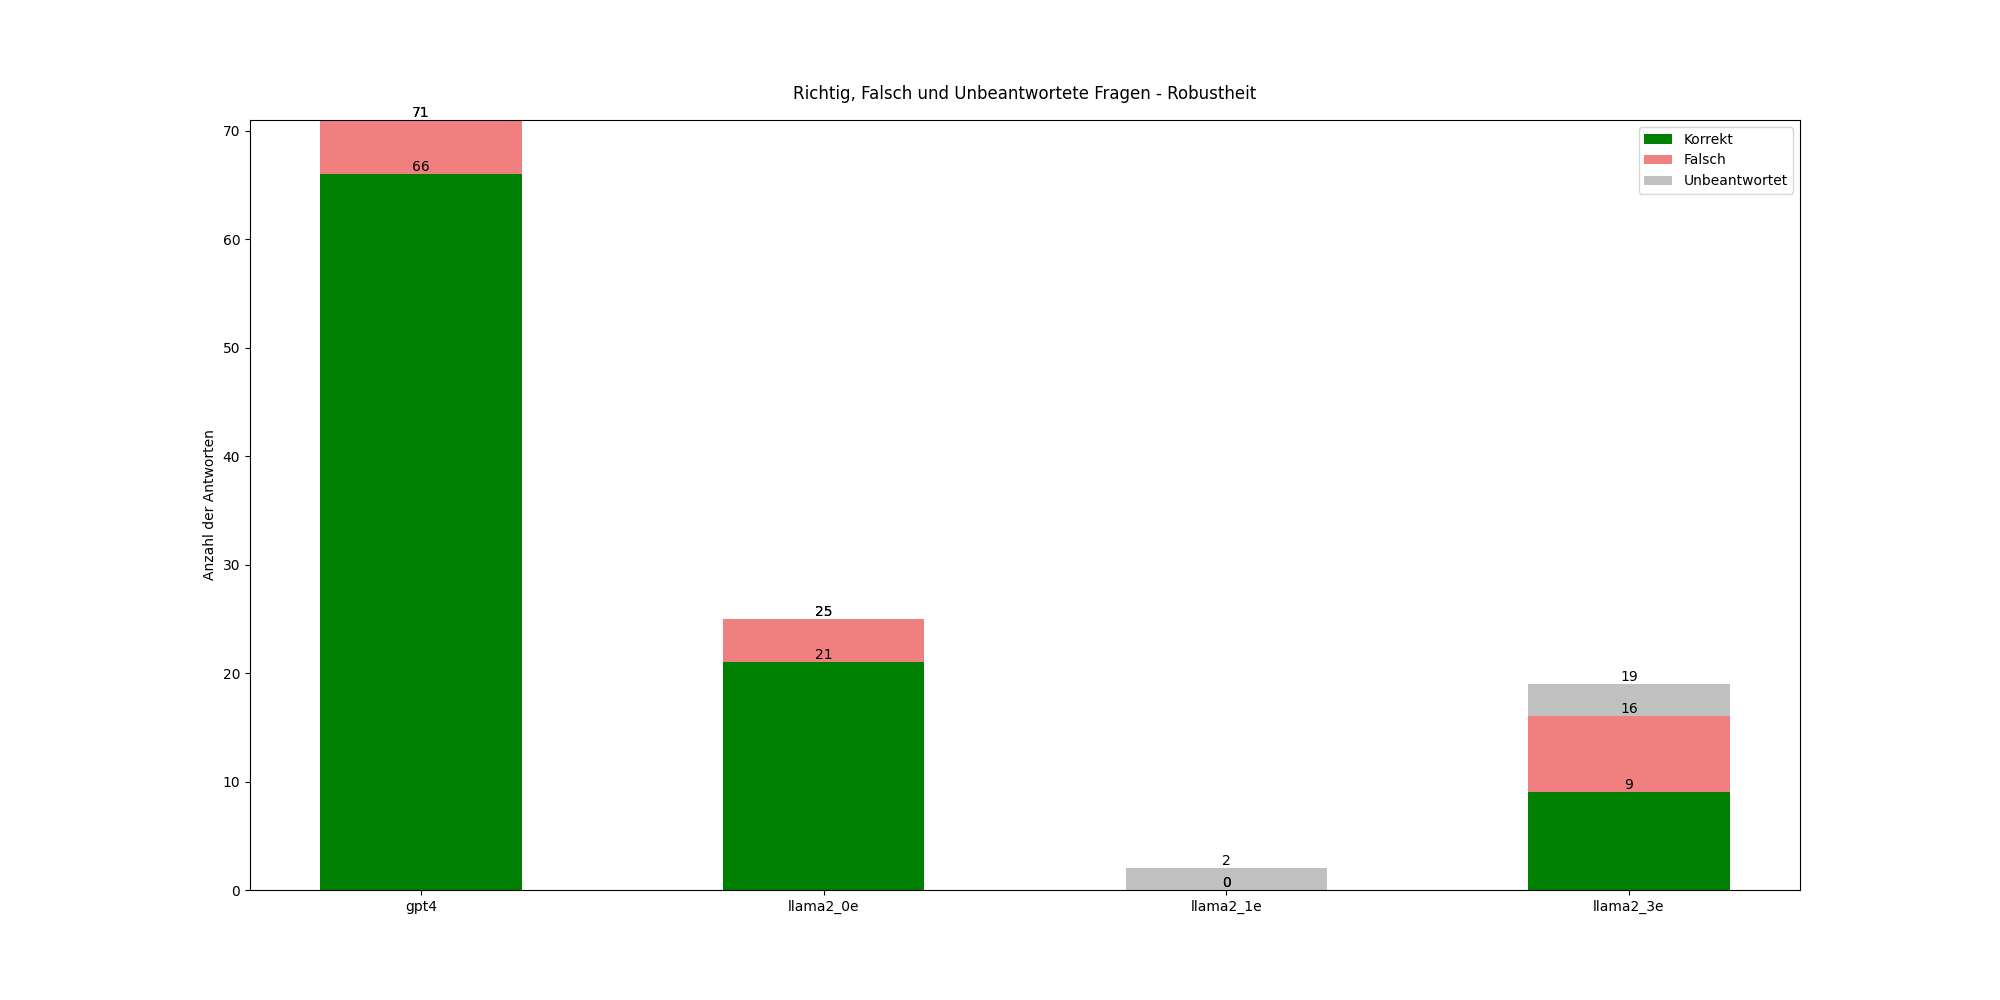 Richtig, Falsch und Unbeantwortete Fragen - Robustheit
Korrekt
Falsch
Unbeantwortet
Anzahl der Antworten
70
60
50
40
30
20
10
0
71
66
25
21
2
0
19
16
9
gpt4
llama2_0e
llama2_1e
llama2_3e